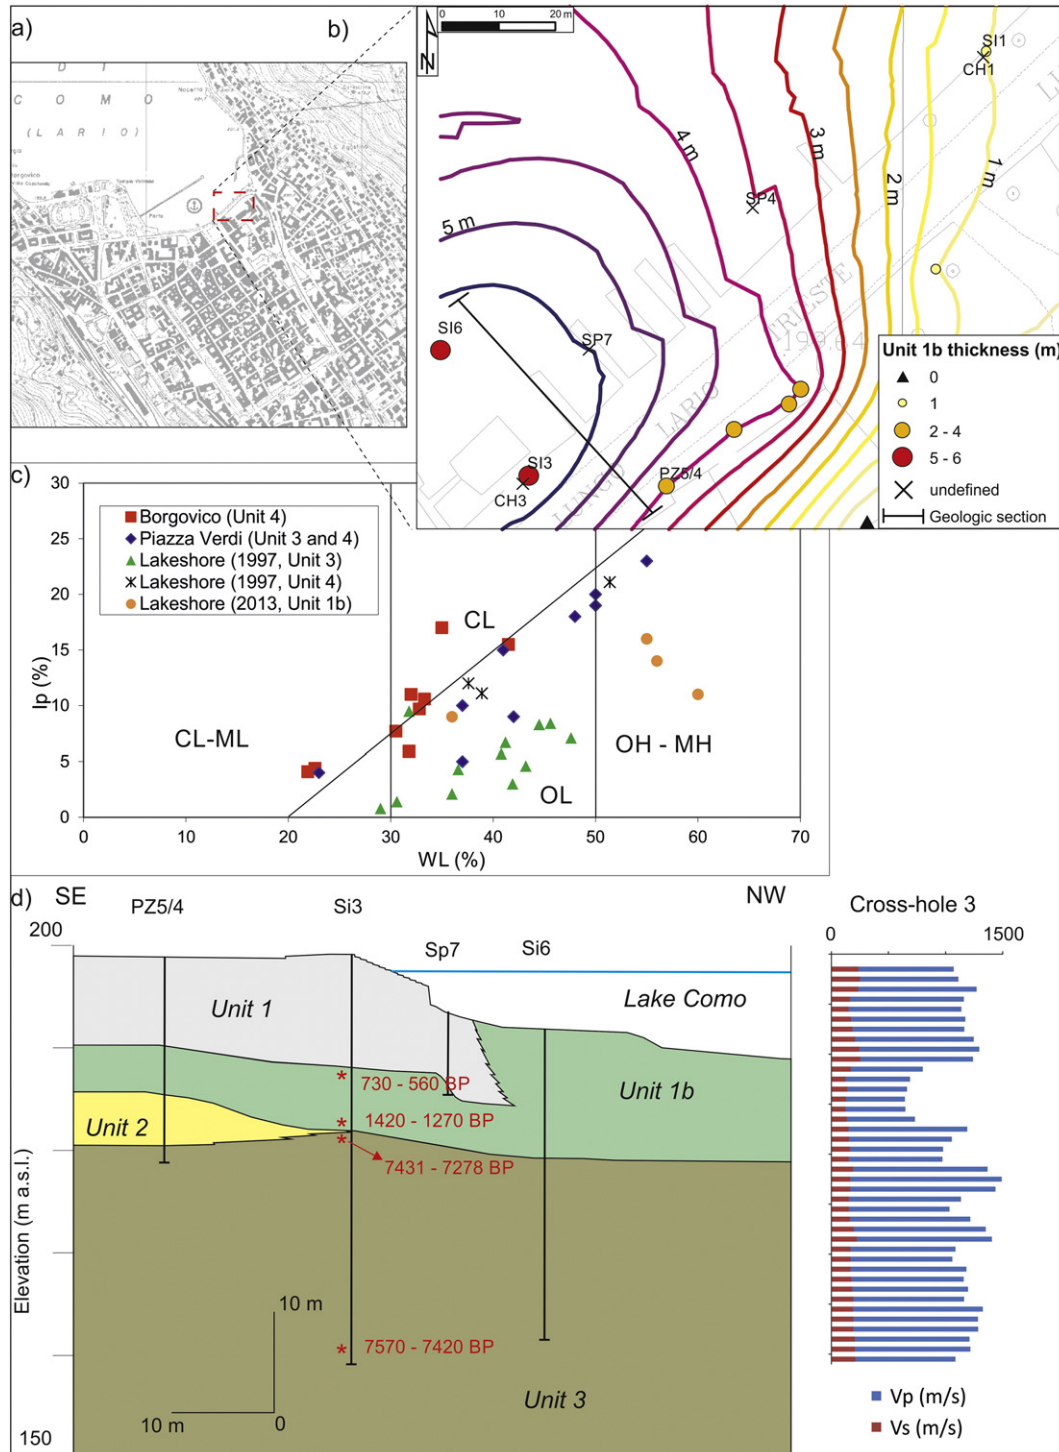 a)
b)
0 10 20 m
N
D I
C O M O
( L A R I O )
SI1
CH1
4 m
3 m
2 m
1 m
SP4
5 m
SI6
SP7
TRIESTE
199.64
LARIO
LUNGO
SI3
CH3
PZ5/4
Unit 1b thickness (m)
0
1
2 - 4
5 - 6
undefined
Geologic section
c)
30
25
20
15
10
5
0
Ip (%)
Borgovico (Unit 4)
Piazza Verdi (Unit 3 and 4)
Lakeshore (1997, Unit 3)
Lakeshore (1997, Unit 4)
Lakeshore (2013, Unit 1b)
CL
CL-ML
OH - MH
OL
0 10 20 30 40 50 60 70
WL (%)
d)
SE
NW
PZ5/4
Si3
Sp7
Si6
200
Unit 1
Lake Como
730 - 560 BP
Unit 1b
1420 - 1270 BP
Unit 2
7431 - 7278 BP
Elevation (m a.s.l.)
10 m
7570 - 7420 BP
10 m
0
Unit 3
150
Cross-hole 3
0 1500
Vp (m/s)
Vs (m/s)